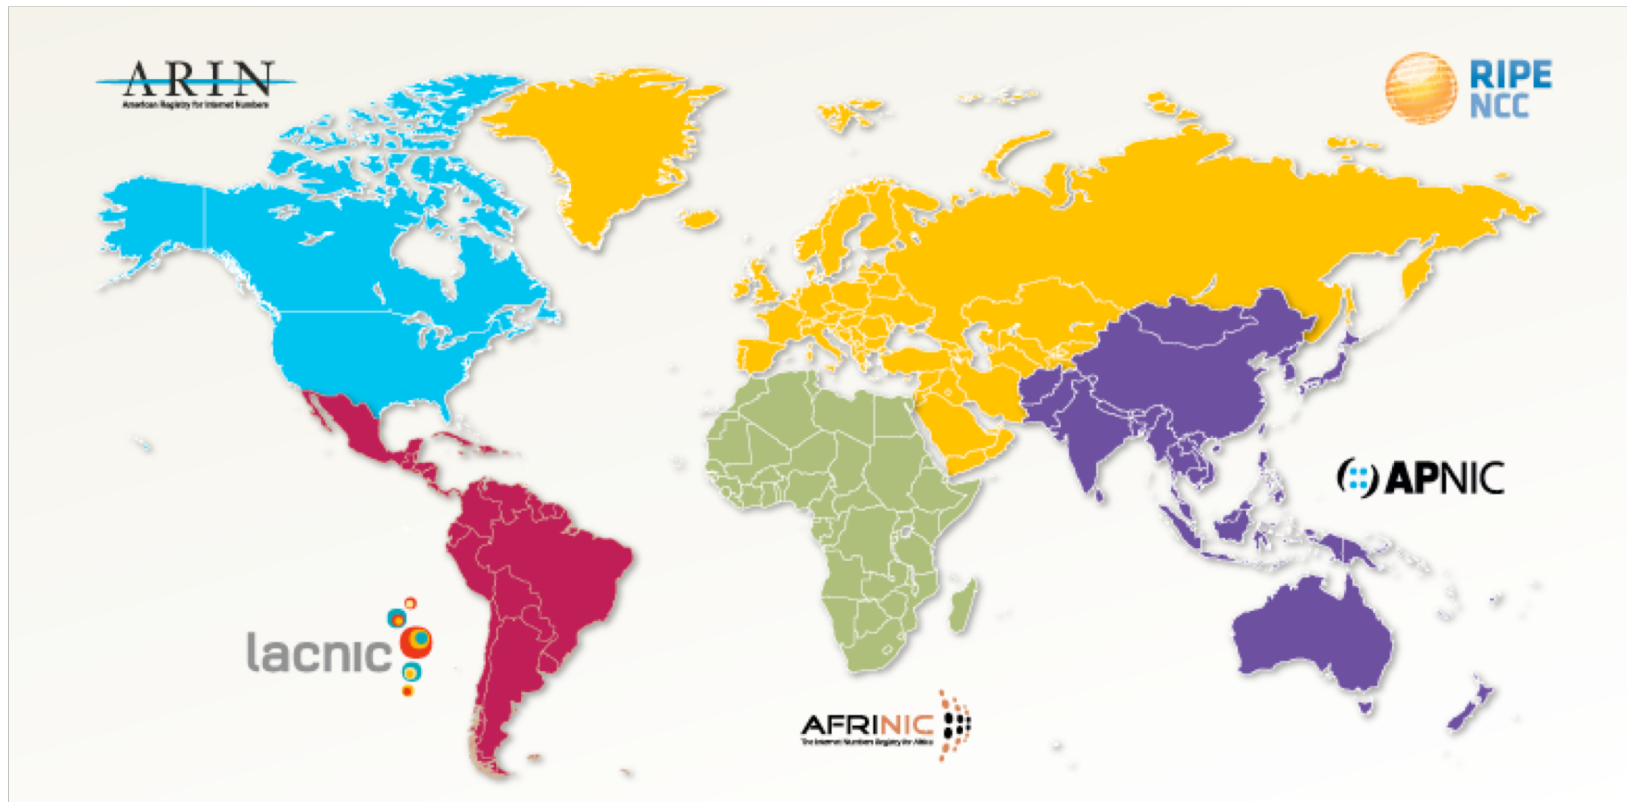 ARIN
American Registry for Internet Numbers
RIPE
NCC
APNIC
lacnic
AFRINIC
The Internet Numbers Registry for Africa